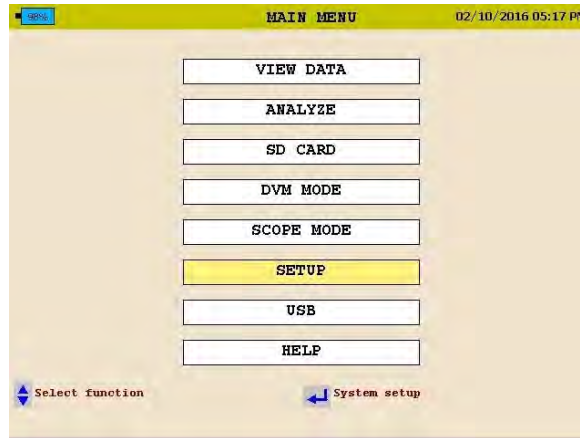 98% MAIN MENU 02/10/2016 05:17 P
VIEW DATA
ANALYZE
SD CARD
DVM MODE
SCOPE MODE
SETUP
USB
HELP
Select function System setup